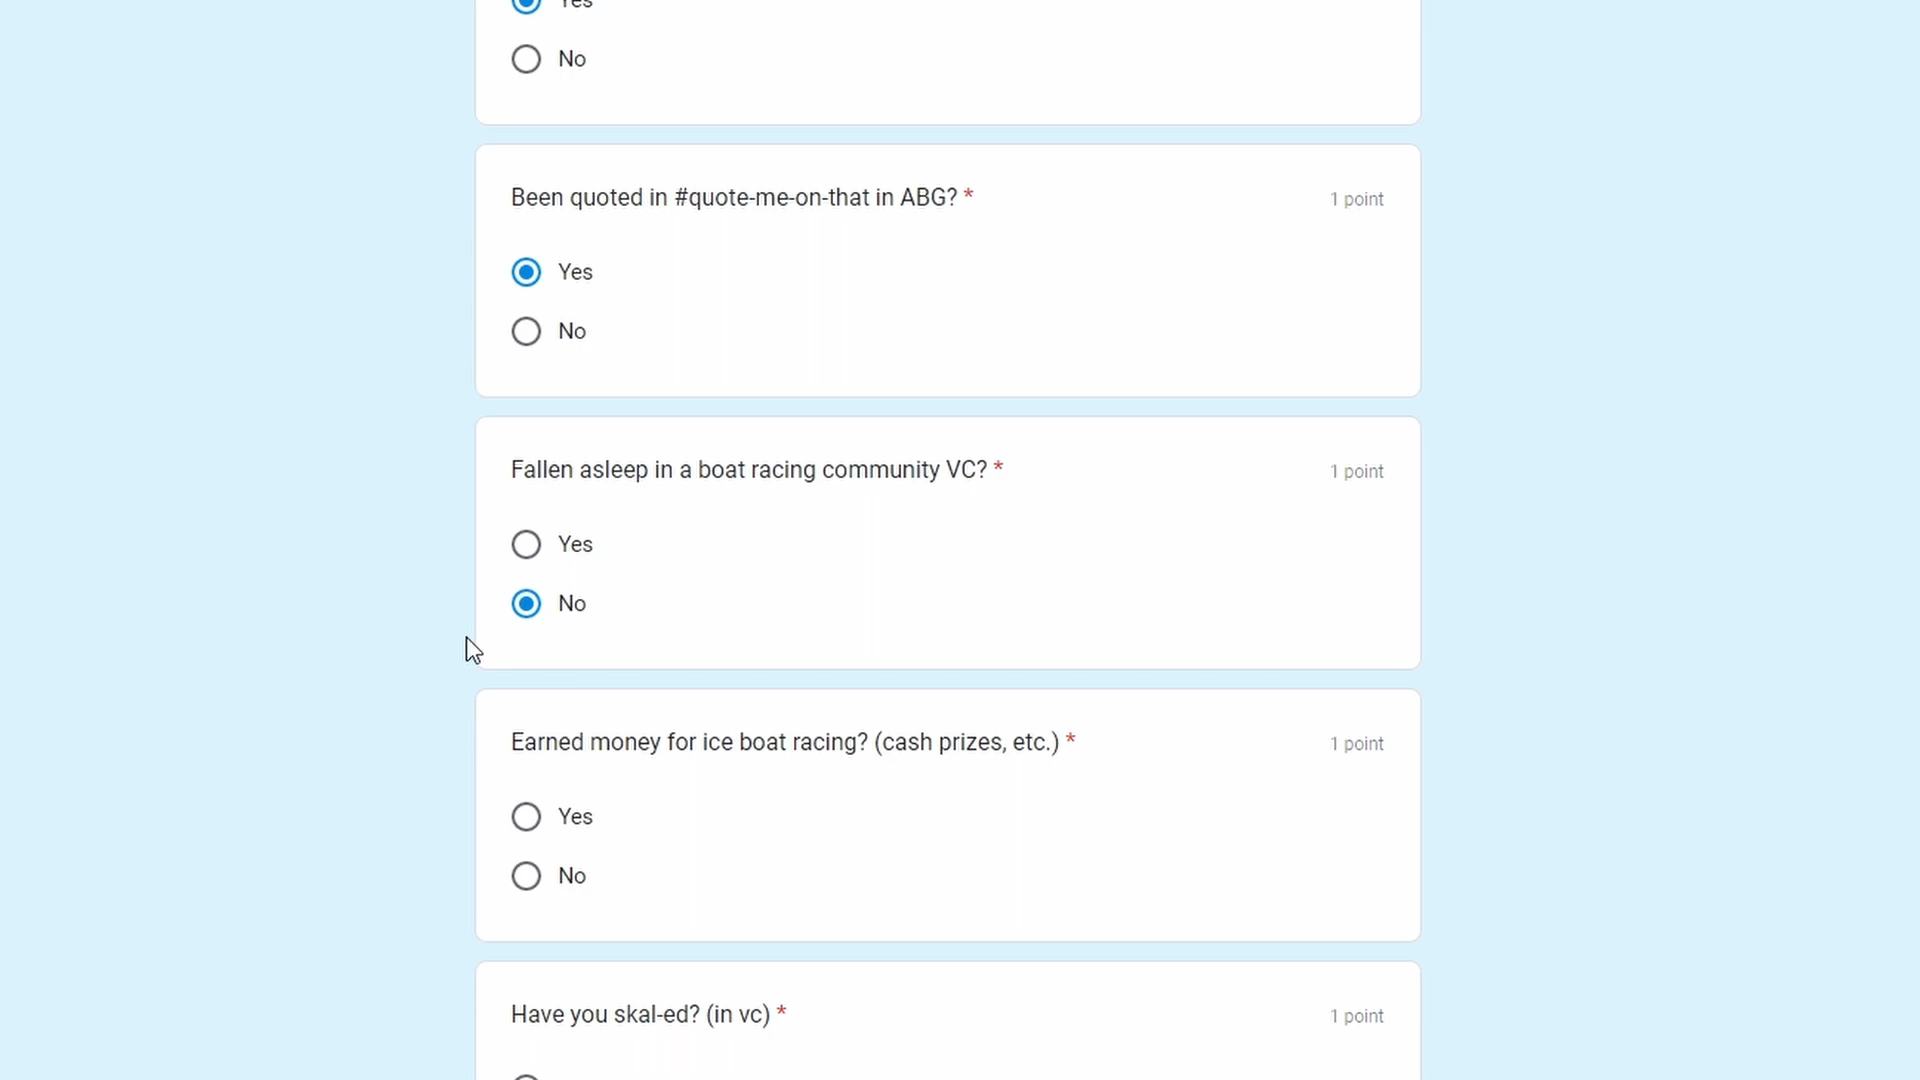 Yes
No
Been quoted in #quote-me-on-that in ABG? *
1 point
Yes
No
Fallen asleep in a boat racing community VC? *
1 point
Yes
No
Earned money for ice boat racing? (cash prizes, etc.) *
1 point
Yes
No
Have you skal-ed? (in vc) *
1 point